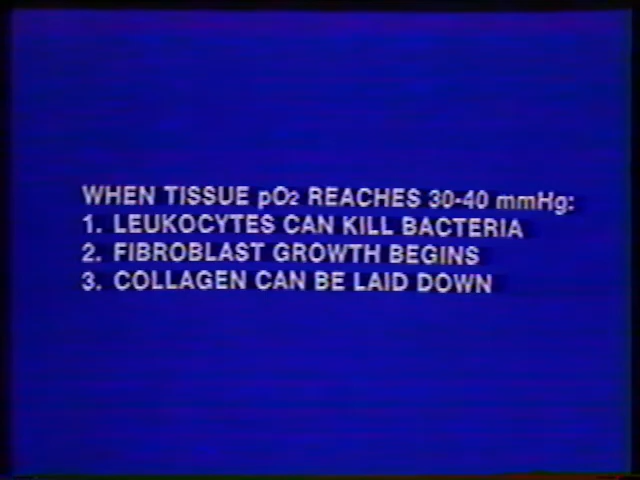 WHEN TISSUE pO2 REACHES 30-40 mmHg:
1. LEUKOCYTES CAN KILL BACTERIA
2. FIBROBLAST GROWTH BEGINS
3. COLLAGEN CAN BE LAID DOWN